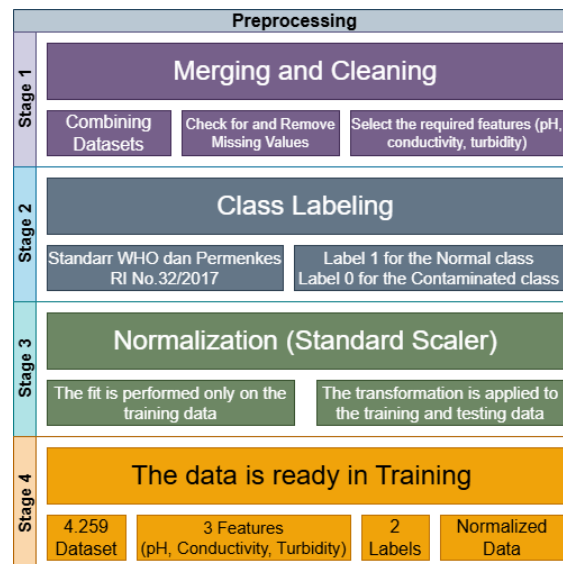 Preprocessing
Stage 1
Merging and Cleaning
Combining
Datasets
Check for and Remove
Missing Values
Select the required features (pH,
conductivity, turbidity)
Stage 2
Class Labeling
Standarr WHO dan Permenkes
RI No.32/2017
Label 1 for the Normal class
Label 0 for the Contaminated class
Stage 3
Normalization (Standard Scaler)
The fit is performed only on the
training data
The transformation is applied to
the training and testing data
Stage 4
The data is ready in Training
4.259
Dataset
3 Features
(pH, Conductivity, Turbidity)
2
Labels
Normalized
Data